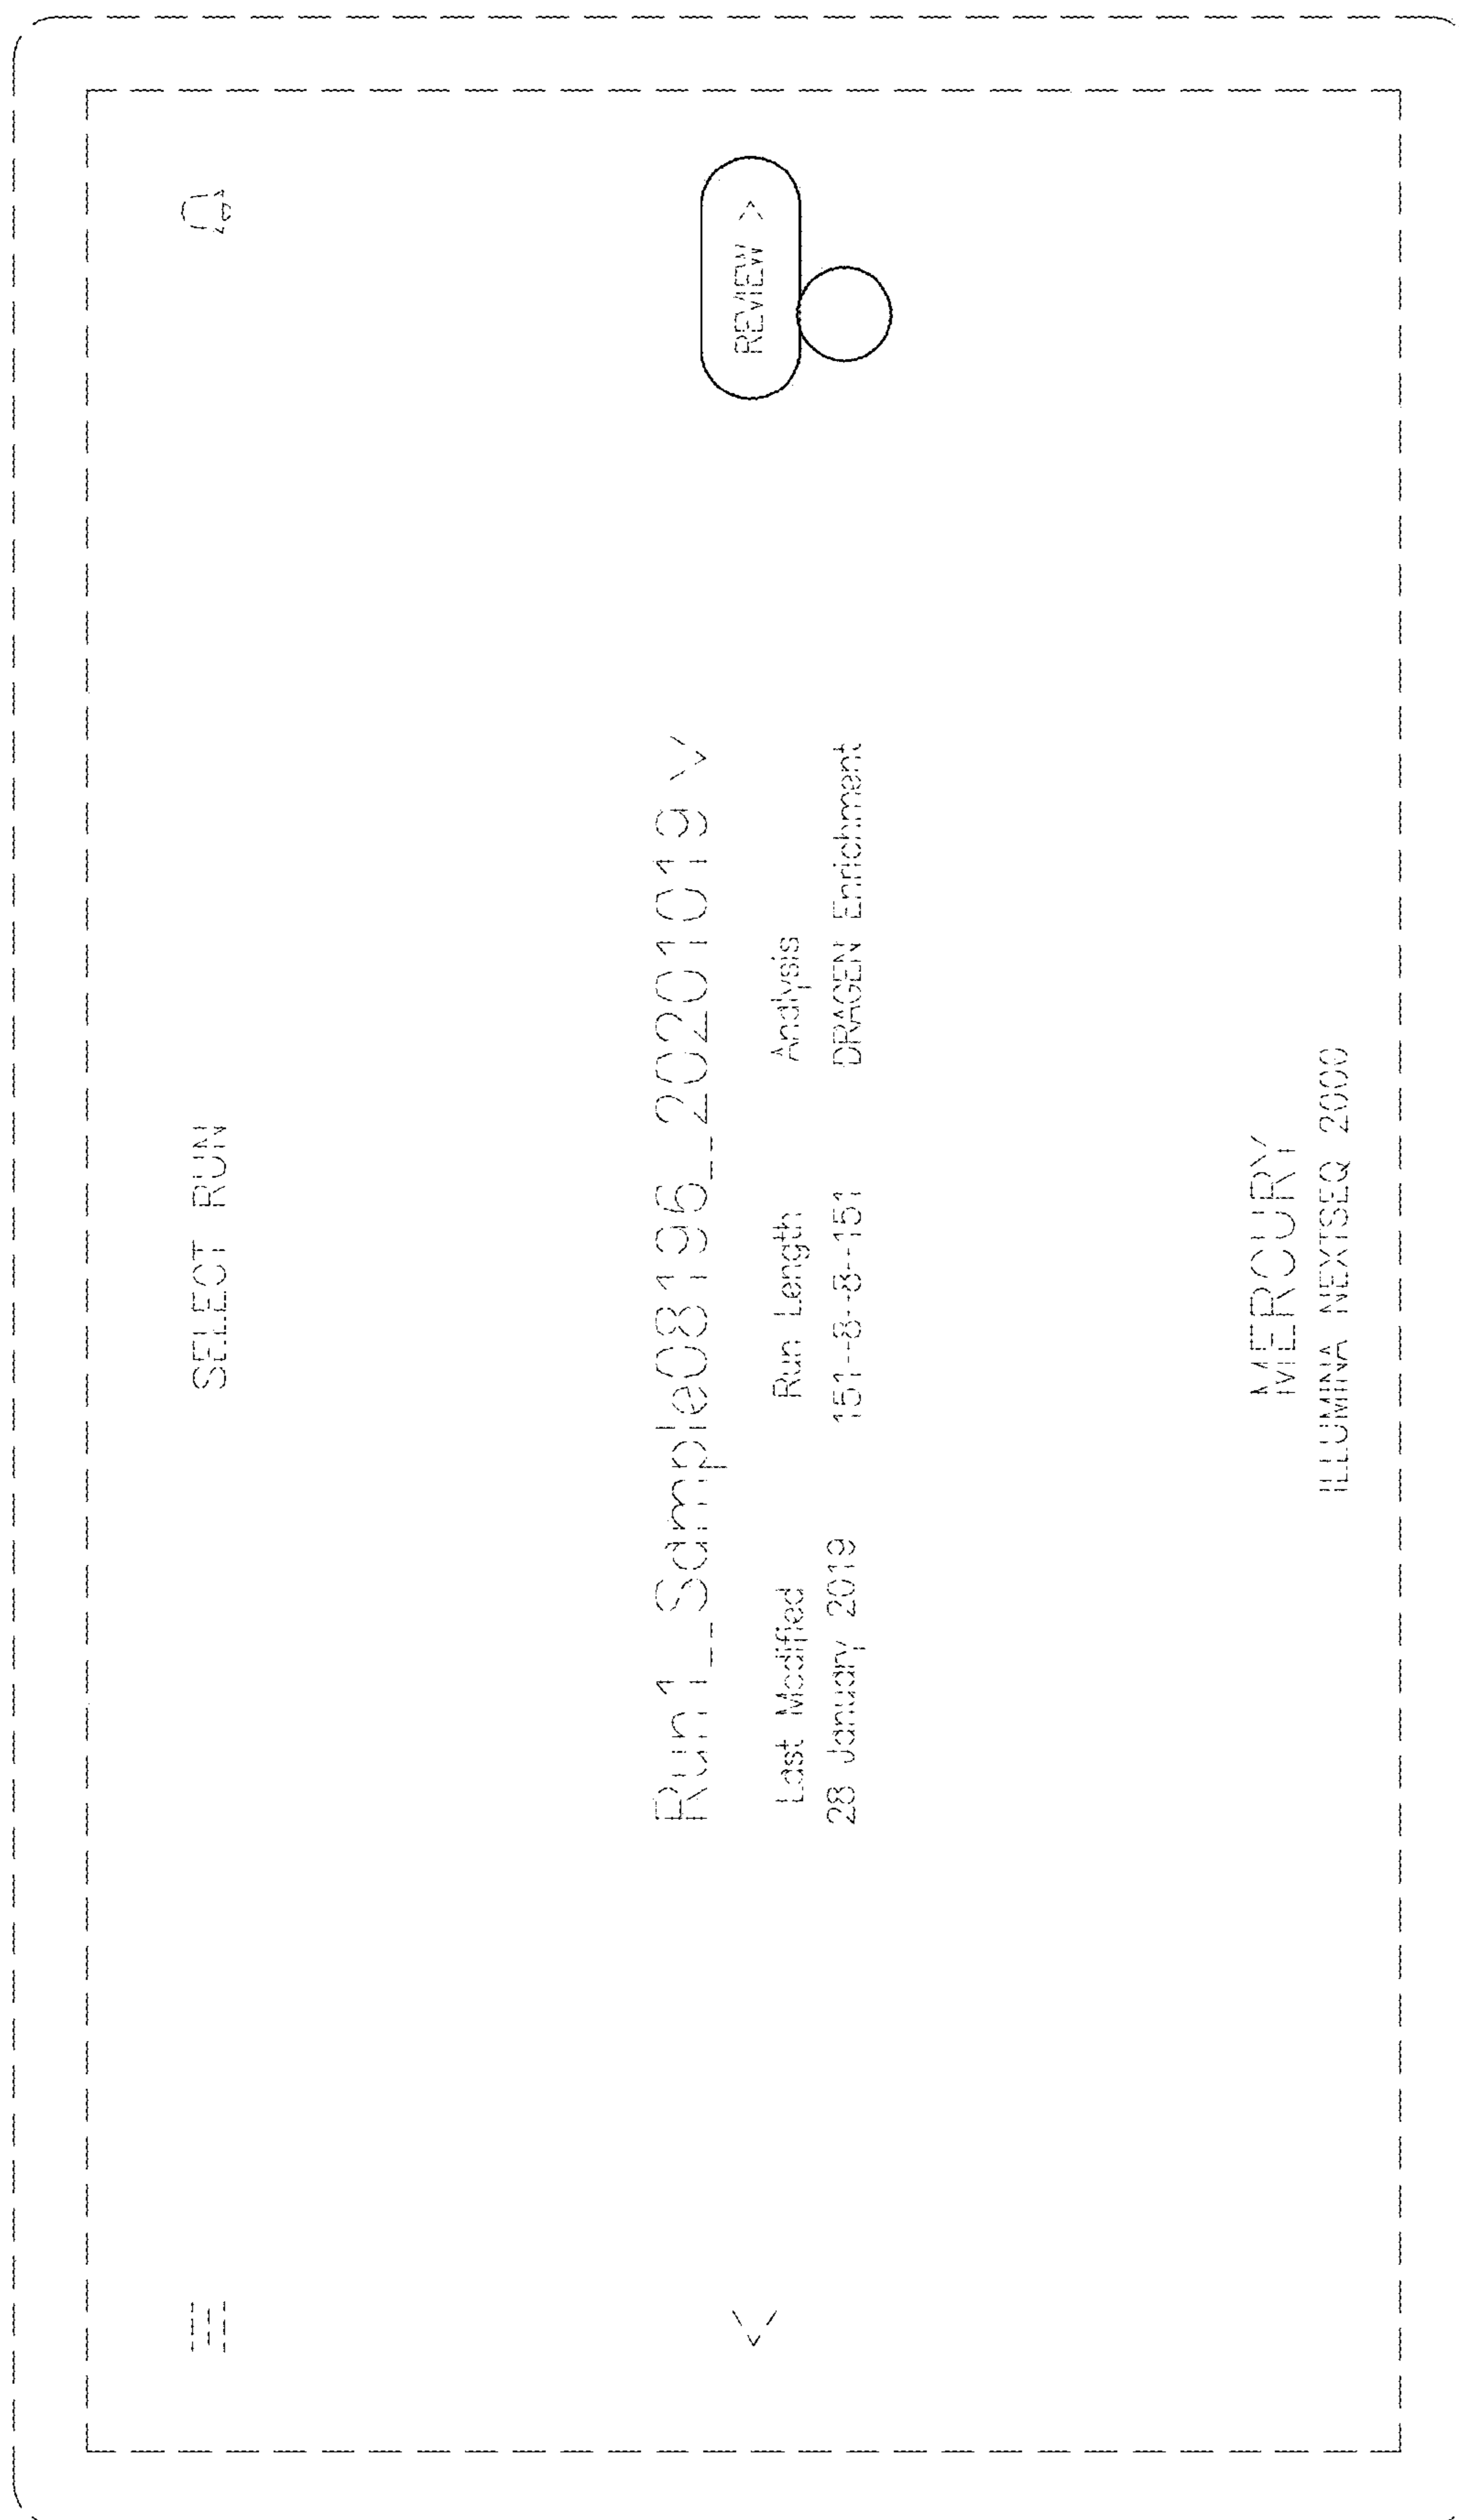 SELECT RUN
Run1_Sample08196_20201019
Last Modified
28 January 2019
Run Length
151--8--8--151
Analysis
DRAGEN Enrichment
REVIEW >
MERCURY
ILLUMINA NEXTSEQ 2000